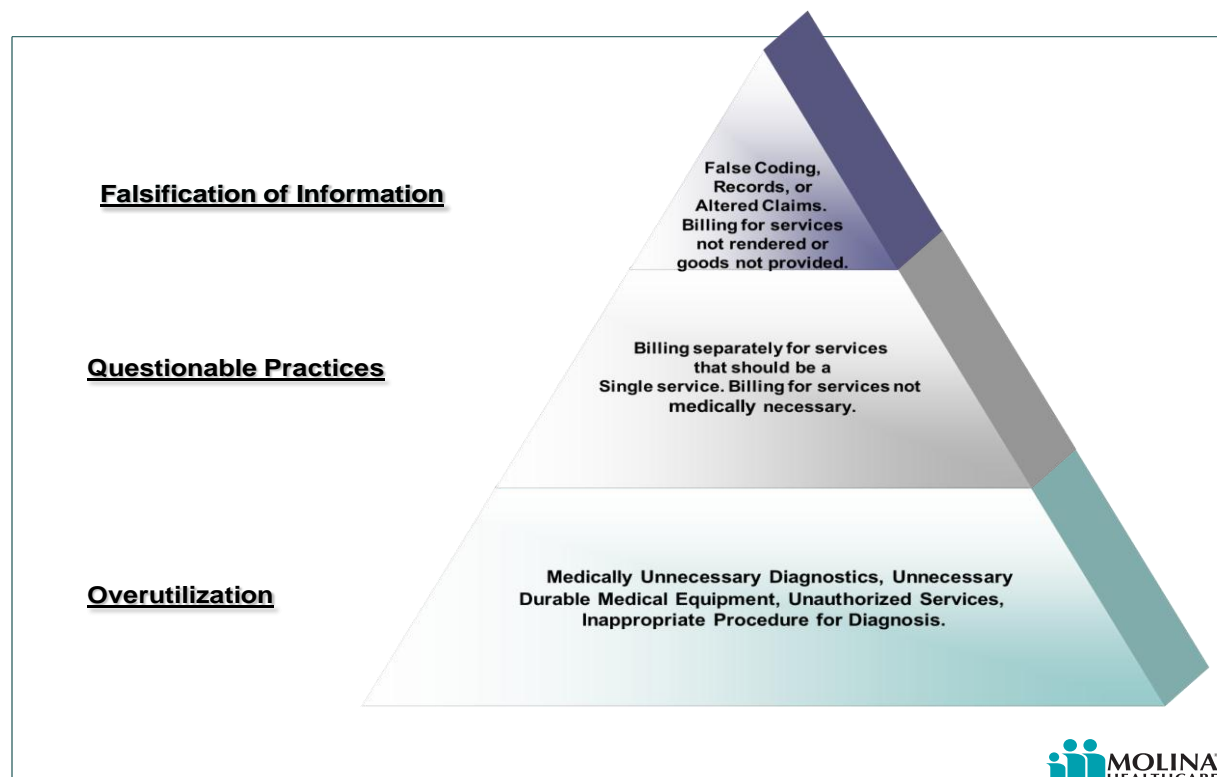 Falsification of Information
False Coding,
Records, or
Altered Claims.
Billing for services
not rendered or
goods not provided.
Questionable Practices
Billing separately for services
that should be a
Single service. Billing for services not
medically necessary.
Overutilization
Medically Unnecessary Diagnostics, Unnecessary
Durable Medical Equipment, Unauthorized Services,
Inappropriate Procedure for Diagnosis.
MOLINA
HEALTHCARE